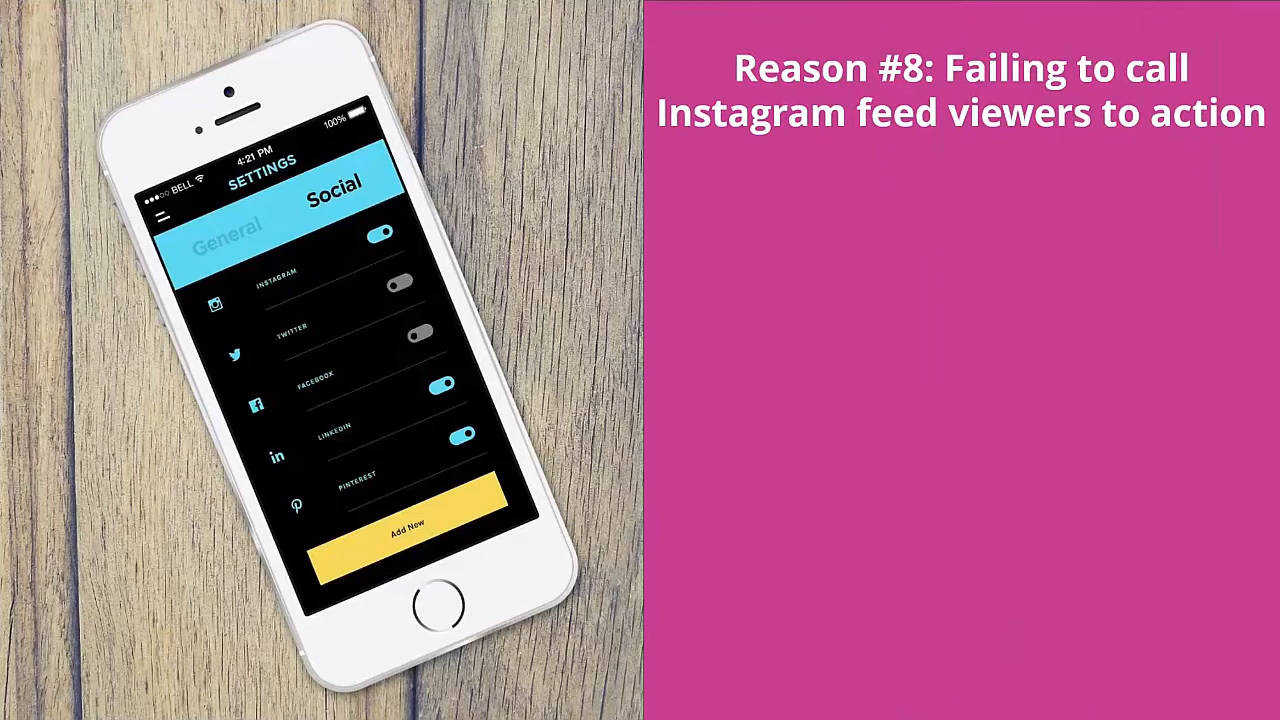 Reason #8: Failing to call
Instagram feed viewers to action
BELL
4:21 PM
100%
SETTINGS
General
Social
INSTAGRAM
TWITTER
FACEBOOK
LINKEDIN
PINTEREST
Add New